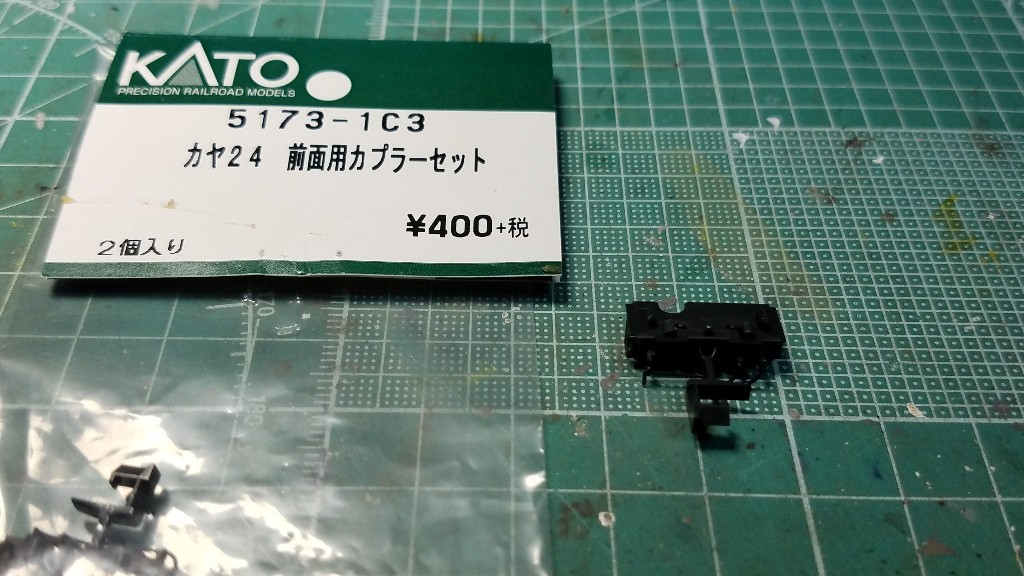 KATO
PRECISION RAILROAD MODELS
5173-1C3
カヤ24 前面用カプラーセット
¥400+税
2個入り